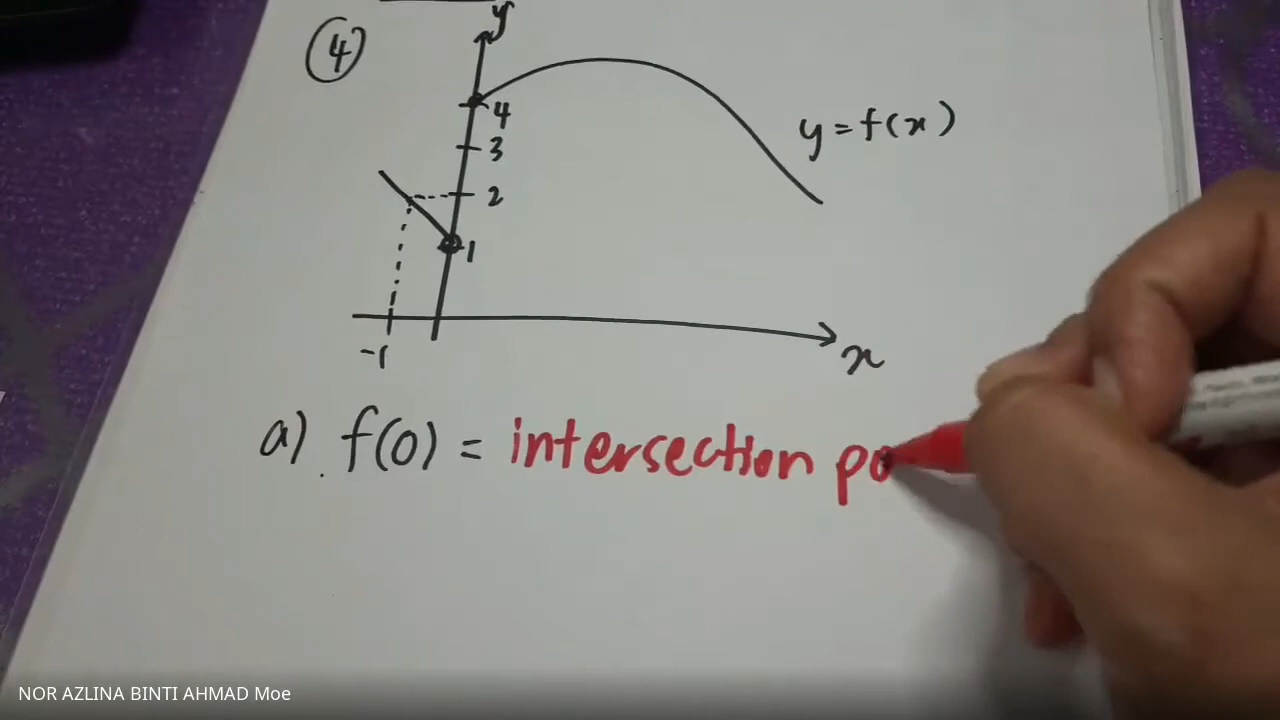 ④
y
4
3
2
1
y = f(x)
-1
x
a) f(0) = intersection po
NOR AZLINA BINTI AHMAD Moe